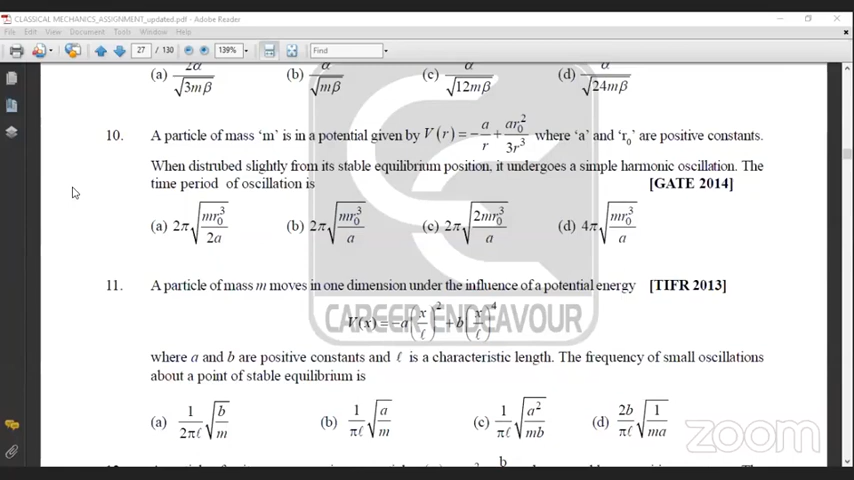 CLASSICAL MECHANICS_ASSIGNMENT_updated.pdf - Adobe Reader
File Edit View Document Tools Window Help
27 / 130 139% Find
(a) 2α/√3mβ (b) α/√mβ (c) α/√12mβ (d) α/√24mβ
10. A particle of mass 'm' is in a potential given by V(r) = -a/r + ar₀²/3r³ where 'a' and 'r₀' are positive constants.
When distrubed slightly from its stable equilibrium position, it undergoes a simple harmonic oscillation. The
time period of oscillation is [GATE 2014]
(a) 2π√(mr₀³/2a) (b) 2π√(mr₀³/a) (c) 2π√(2mr₀³/a) (d) 4π√(mr₀³/a)
11. A particle of mass m moves in one dimension under the influence of a potential energy [TIFR 2013]
V(x) = -a(x/ℓ)² + b(x/ℓ)⁴
CAREER ENDEAVOUR
where a and b are positive constants and ℓ is a characteristic length. The frequency of small oscillations
about a point of stable equilibrium is
(a) 1/2πℓ √(b/m) (b) 1/πℓ √(a/m) (c) 1/πℓ √(a²/mb) (d) 2b/πℓ √(1/ma)
zoom